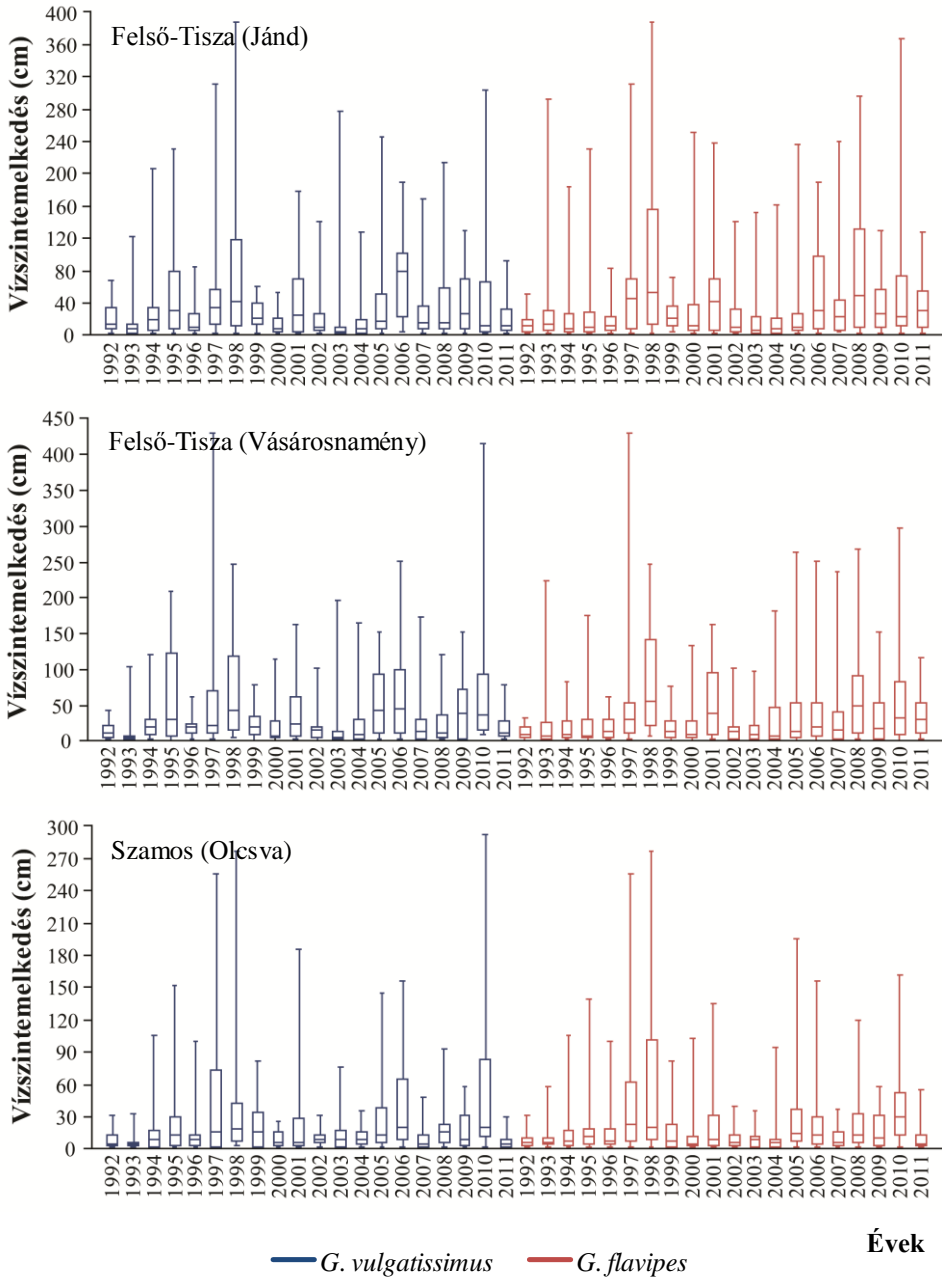 Felső-Tisza (Jánd)
Vízszintemelkedés (cm)
400
360
320
280
240
200
160
120
80
40
0
1992 1993 1994 1995 1996 1997 1998 1999 2000 2001 2002 2003 2004 2005 2006 2007 2008 2009 2010 2011 1992 1993 1994 1995 1996 1997 1998 1999 2000 2001 2002 2003 2004 2005 2006 2007 2008 2009 2010 2011
Felső-Tisza (Vásárosnamény)
Vízszintemelkedés (cm)
450
400
350
300
250
200
150
100
50
0
1992 1993 1994 1995 1996 1997 1998 1999 2000 2001 2002 2003 2004 2005 2006 2007 2008 2009 2010 2011 1992 1993 1994 1995 1996 1997 1998 1999 2000 2001 2002 2003 2004 2005 2006 2007 2008 2009 2010 2011
Szamos (Olcsva)
Vízszintemelkedés (cm)
300
270
240
210
180
150
120
90
60
30
0
1992 1993 1994 1995 1996 1997 1998 1999 2000 2001 2002 2003 2004 2005 2006 2007 2008 2009 2010 2011 1992 1993 1994 1995 1996 1997 1998 1999 2000 2001 2002 2003 2004 2005 2006 2007 2008 2009 2010 2011
Évek
G. vulgatissimus G. flavipes